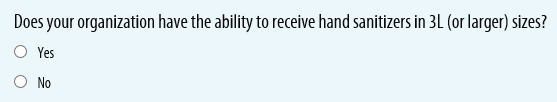 Does your organization have the ability to receive hand sanitizers in 3L (or larger) sizes?
Yes
No